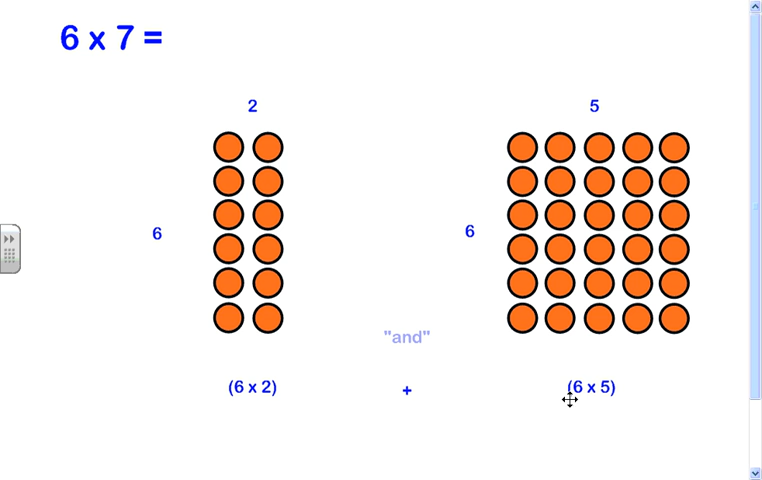 6 x 7 =
2
5
6
6
"and"
(6 x 2)
+
(6 x 5)